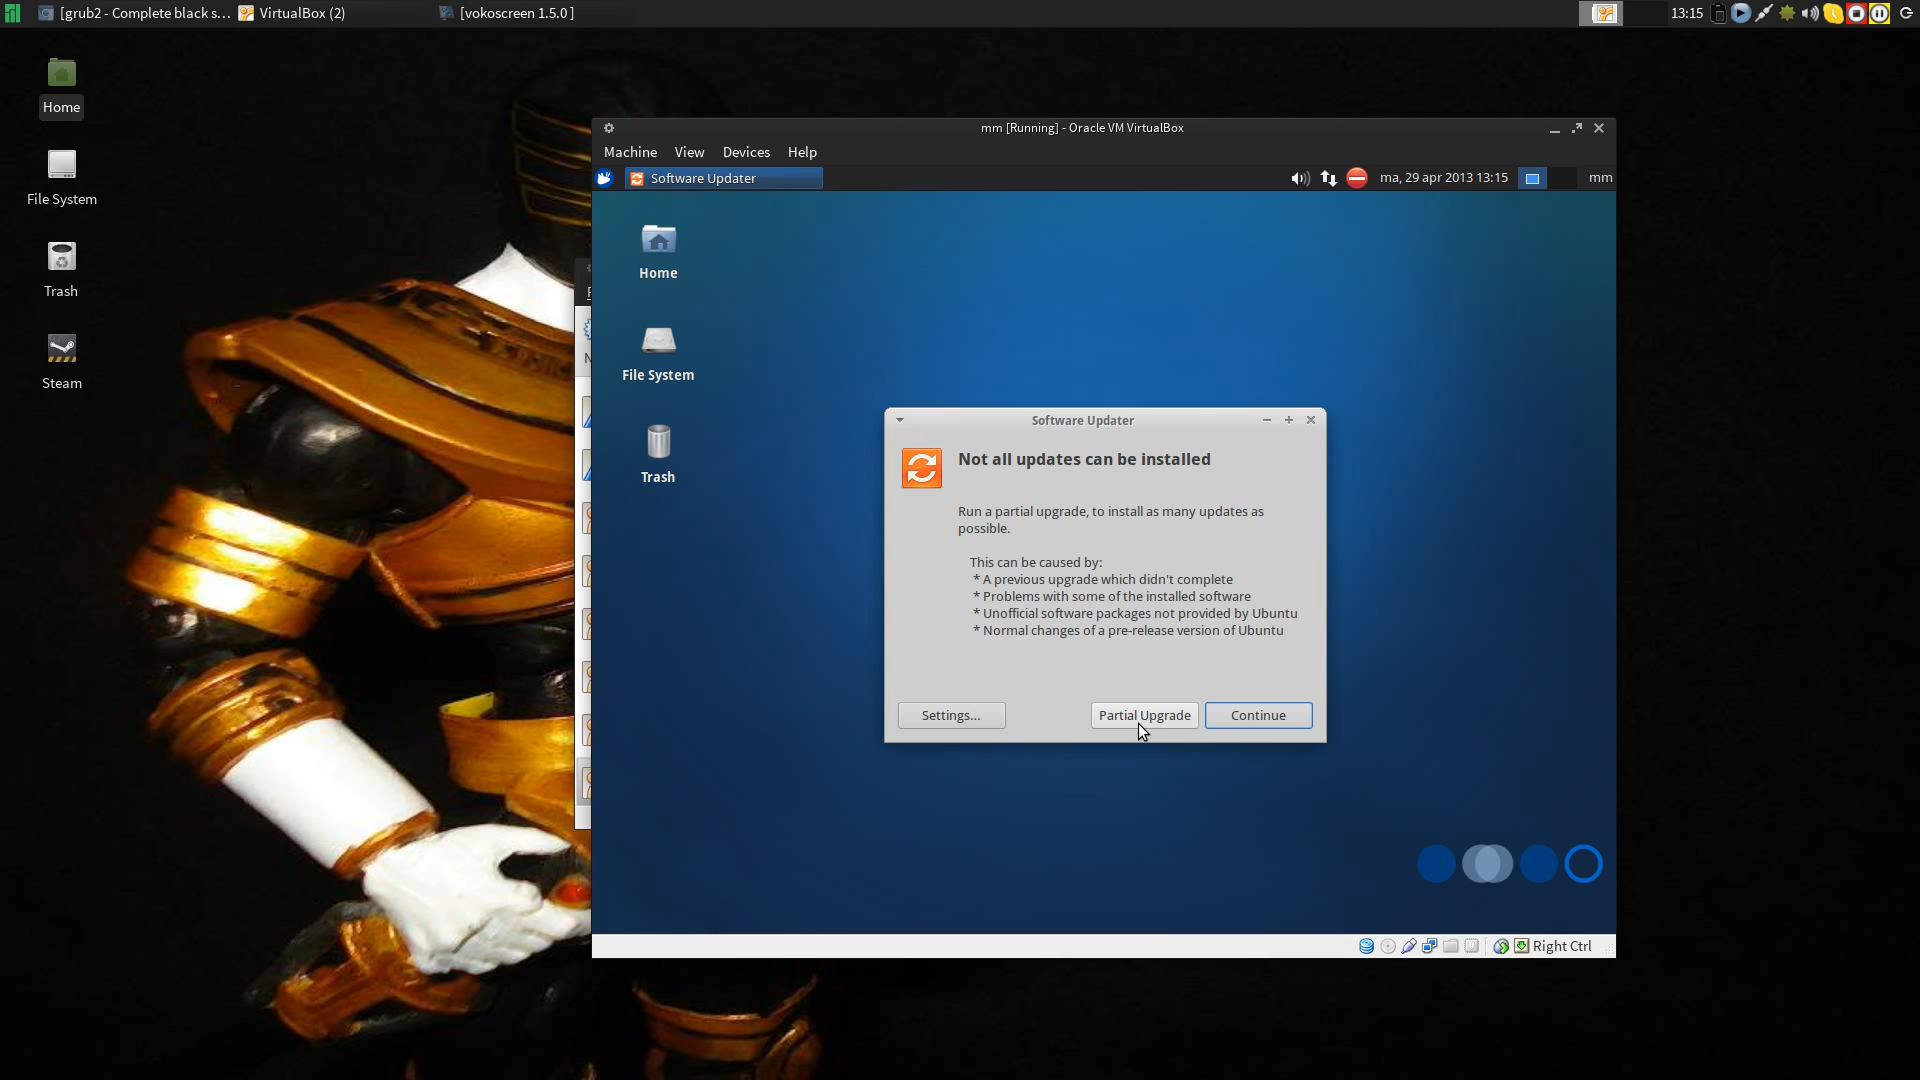 [grub2 - Complete black s...
VirtualBox (2)
[vokoscreen 1.5.0 ]
13:15
Home
File System
Trash
Steam
mm [Running] - Oracle VM VirtualBox
Machine View Devices Help
Software Updater
ma, 29 apr 2013 13:15
mm
Home
File System
Trash
Software Updater
Not all updates can be installed
Run a partial upgrade, to install as many updates as
possible.
This can be caused by:
* A previous upgrade which didn't complete
* Problems with some of the installed software
* Unofficial software packages not provided by Ubuntu
* Normal changes of a pre-release version of Ubuntu
Settings...
Partial Upgrade
Continue
Right Ctrl